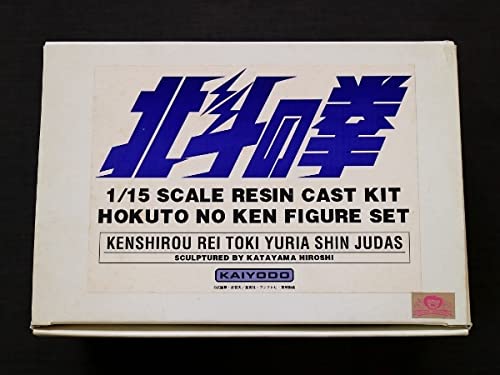 北斗の拳
1/15 SCALE RESIN CAST KIT
HOKUTO NO KEN FIGURE SET
KENSHIROU REI TOKI YURIA SHIN JUDAS
SCULPTURED BY KATAYAMA HIROSHI
KAIYODO